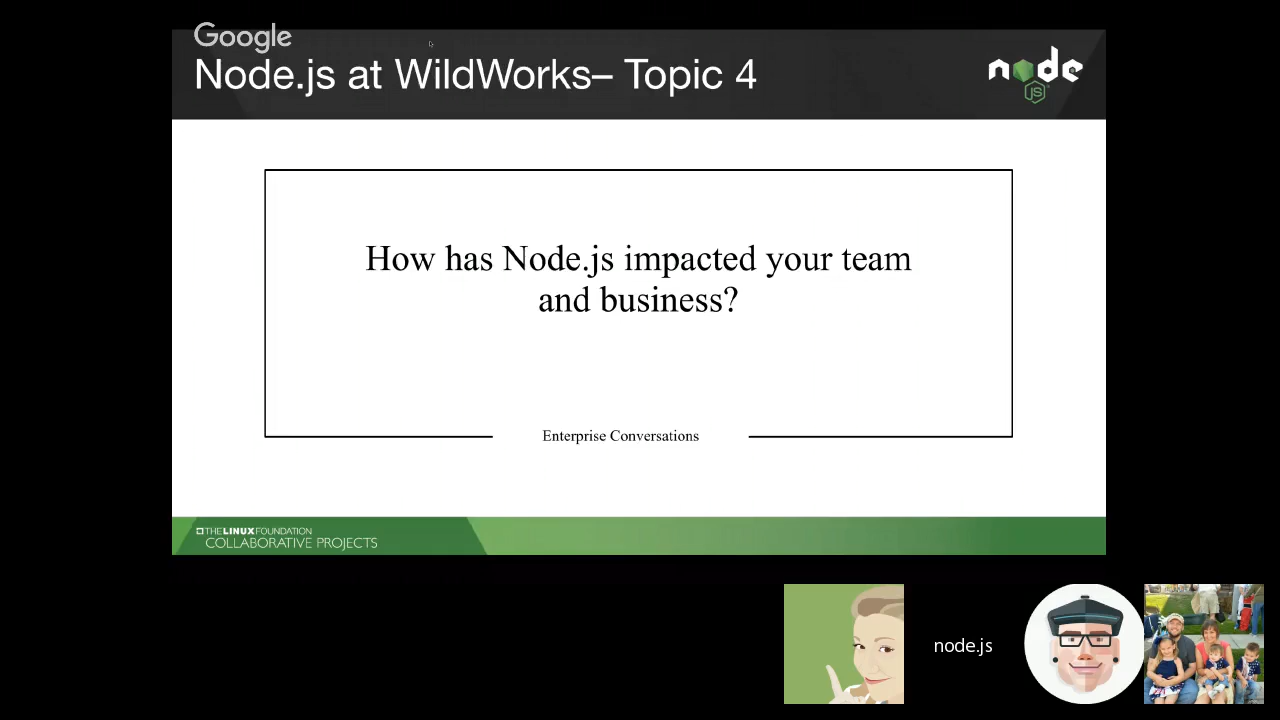 Google
Node.js at WildWorks– Topic 4
node
JS
How has Node.js impacted your team
and business?
Enterprise Conversations
THE LINUX FOUNDATION
COLLABORATIVE PROJECTS
node.js